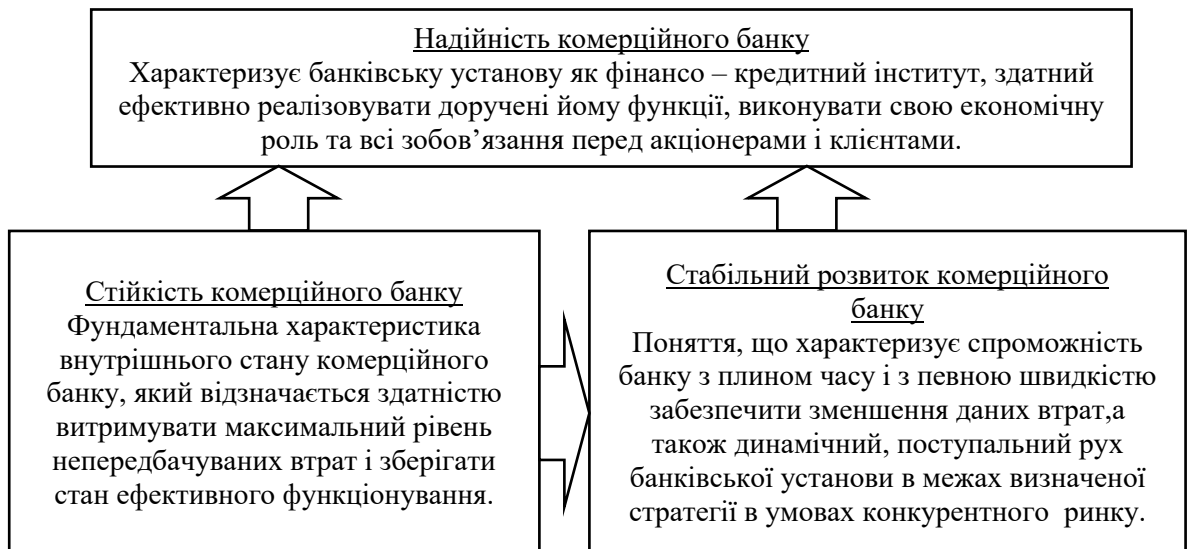 Надійність комерційного банку
Характеризує банківську установу як фінансо – кредитний інститут, здатний
ефективно реалізовувати доручені йому функції, виконувати свою економічну
роль та всі зобов’язання перед акціонерами і клієнтами.
Стійкість комерційного банку
Фундаментальна характеристика
внутрішнього стану комерційного
банку, який відзначається здатністю
витримувати максимальний рівень
непередбачуваних втрат і зберігати
стан ефективного функціонування.
Стабільний розвиток комерційного
банку
Поняття, що характеризує спроможність
банку з плином часу і з певною швидкістю
забезпечити зменшення даних втрат,а
також динамічний, поступальний рух
банківської установи в межах визначеної
стратегії в умовах конкурентного ринку.